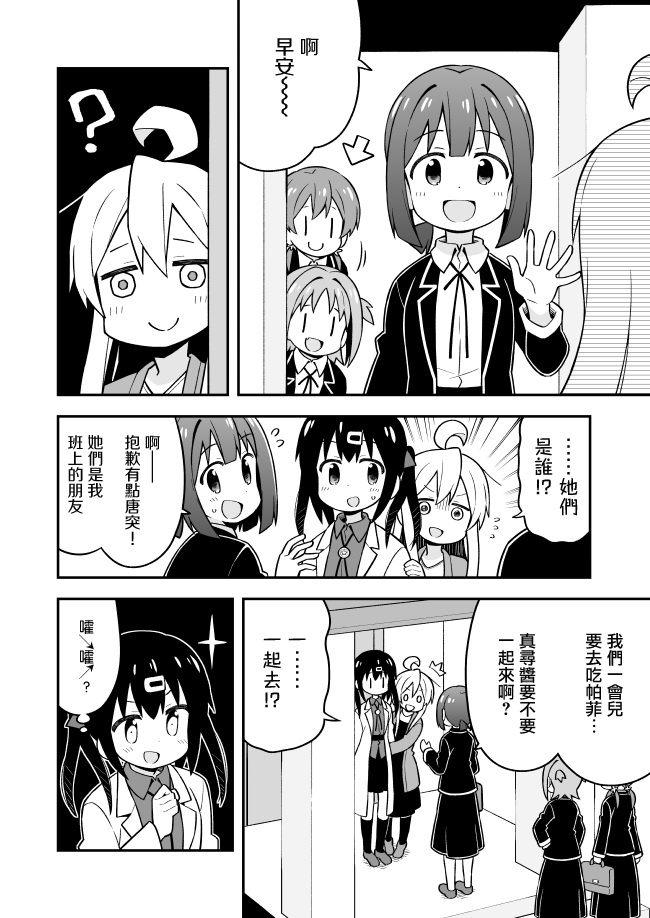 啊
早安〜〜〜
?
……她們
是誰!?
啊——
抱歉有點唐突！
她們是我
班上的朋友
我們一會兒
要去吃帕菲…
真尋醬要不要
一起來啊？
一……
一起去!?
嚯↗嚯↗？